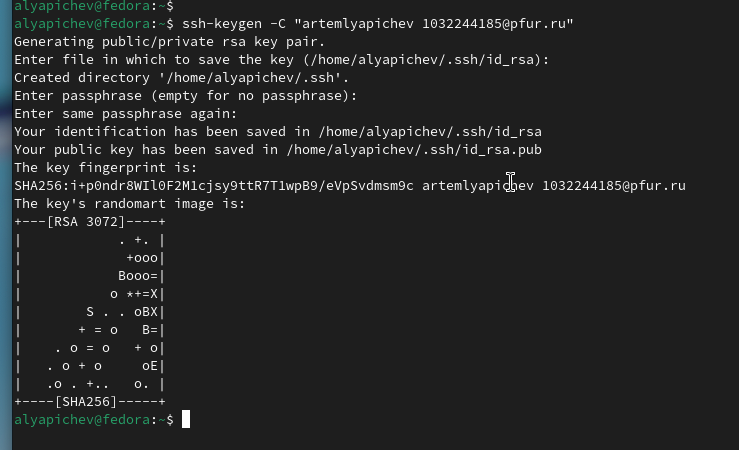 alyapichev@fedora:~$
alyapichev@fedora:~$ ssh-keygen -C "artemlyapichev 1032244185@pfur.ru"
Generating public/private rsa key pair.
Enter file in which to save the key (/home/alyapichev/.ssh/id_rsa):
Created directory '/home/alyapichev/.ssh'.
Enter passphrase (empty for no passphrase):
Enter same passphrase again:
Your identification has been saved in /home/alyapichev/.ssh/id_rsa
Your public key has been saved in /home/alyapichev/.ssh/id_rsa.pub
The key fingerprint is:
SHA256:i+p0ndr8WIl0F2M1cjsy9ttR7T1wpB9/eVpSvdmsm9c artemlyapichev 1032244185@pfur.ru
The key's randomart image is:
+---[RSA 3072]----+
|            . +. |
|             +ooo|
|            Booo=|
|           o *+=X|
|        S . . oBX|
|       + = o   B=|
|    . o = o   + o|
|   . o + o     oE|
|   .o . +..   o. |
+----[SHA256]-----+
alyapichev@fedora:~$